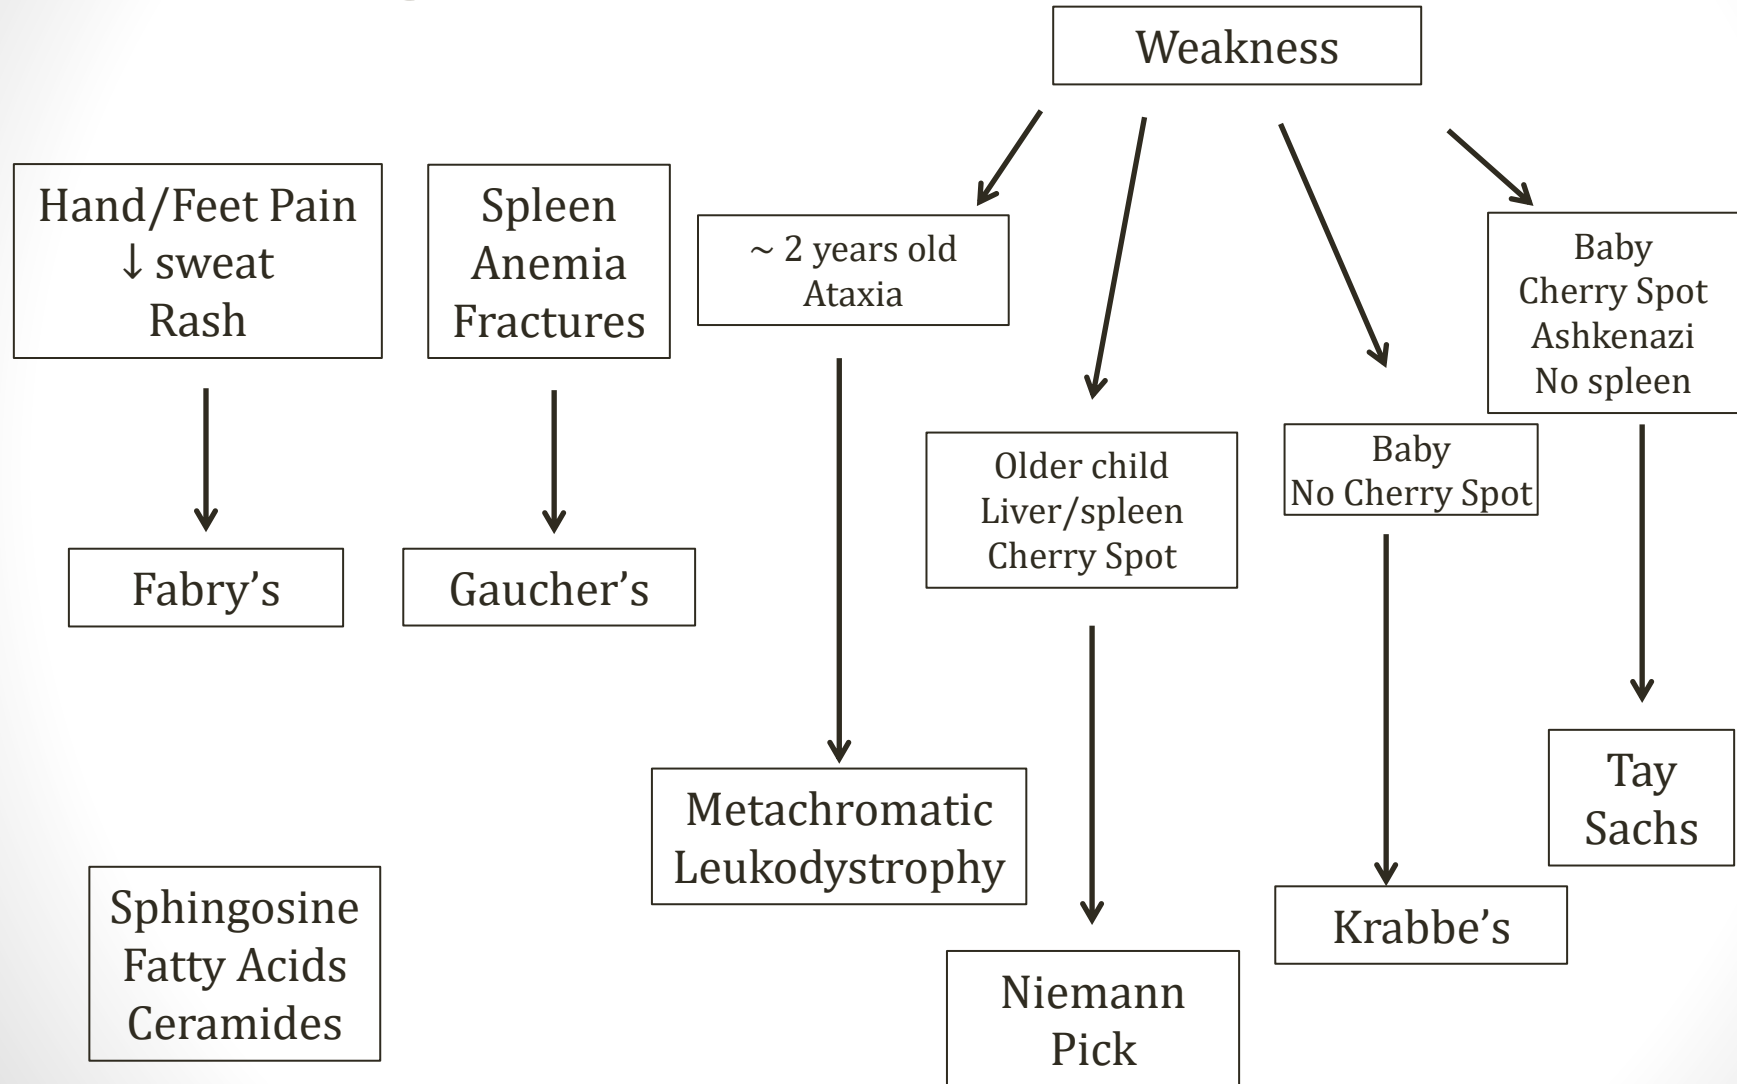 Weakness
Hand/Feet Pain
↓ sweat
Rash
Spleen
Anemia
Fractures
~ 2 years old
Ataxia
Baby
Cherry Spot
Ashkenazi
No spleen
Older child
Liver/spleen
Cherry Spot
Baby
No Cherry Spot
Fabry’s
Gaucher’s
Metachromatic
Leukodystrophy
Tay
Sachs
Sphingosine
Fatty Acids
Ceramides
Krabbe’s
Niemann
Pick